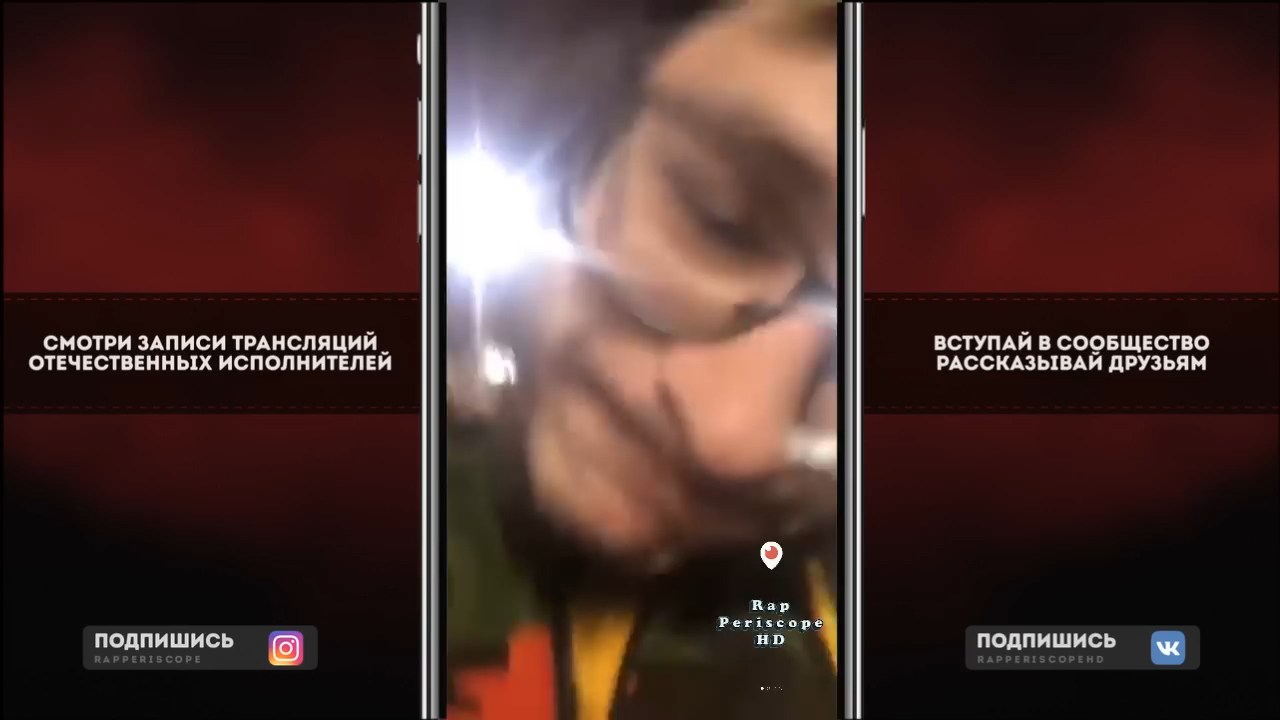 СМОТРИ ЗАПИСИ ТРАНСЛЯЦИЙ
ОТЕЧЕСТВЕННЫХ ИСПОЛНИТЕЛЕЙ
ПОДПИШИСЬ
RAPPERISCOPE
Rap
Periscope
HD
ВСТУПАЙ В СООБЩЕСТВО
РАССКАЗЫВАЙ ДРУЗЬЯМ
ПОДПИШИСЬ
RAPPERISCOPEHD